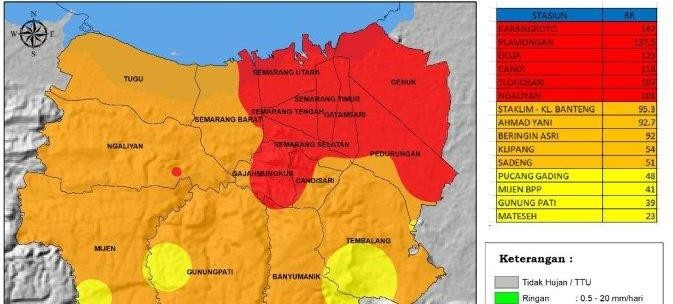 N
W E
S
TUGU
SEMARANG UTARA
GENUK
SEMARANG TIMUR
SEMARANG TENGAH
GAYAMSARI
SEMARANG BARAT
NGALIYAN
SEMARANG SELATAN
PEDURUNGAN
GAJAHMUNGKUR
CANDISARI
MIJEN
GUNUNGPATI
BANYUMANIK
TEMBALANG
STASIUN RR
KARANGROTO 147
PLAMONGAN 137.5
BOJA 123
CANDI 118
TLOGOSARI 107
NGALIYAN 101
STAKLIM - KL. BANTENG 95.3
AHMAD YANI 92.7
BERINGIN ASRI 92
KLIPANG 54
SADENG 51
PUCANG GADING 48
MIJEN BPP 41
GUNUNG PATI 39
MATESEH 23
Keterangan :
Tidak Hujan / TTU
Ringan : 0.5 - 20 mm/hari